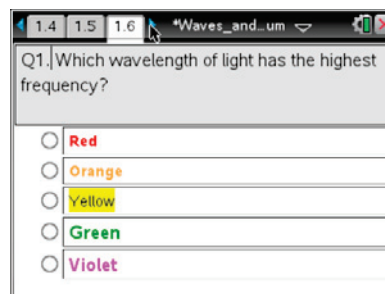 1.4 1.5 1.6 *Waves_and...um
Q1. Which wavelength of light has the highest
frequency?
Red
Orange
Yellow
Green
Violet